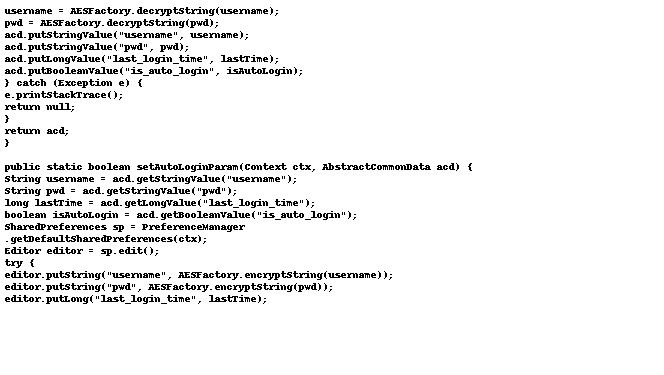 username = AESFactory.decryptString(username);
pwd = AESFactory.decryptString(pwd);
acd.putStringValue("username", username);
acd.putStringValue("pwd", pwd);
acd.putLongValue("last_login_time", lastTime);
acd.putBooleanValue("is_auto_login", isAutoLogin);
} catch (Exception e) {
e.printStackTrace();
return null;
}
return acd;
}

public static boolean setAutoLoginParam(Context ctx, AbstractCommonData acd) {
String username = acd.getStringValue("username");
String pwd = acd.getStringValue("pwd");
long lastTime = acd.getLongValue("last_login_time");
boolean isAutoLogin = acd.getBooleanValue("is_auto_login");
SharedPreferences sp = PreferenceManager
.getDefaultSharedPreferences(ctx);
Editor editor = sp.edit();
try {
editor.putString("username", AESFactory.encryptString(username));
editor.putString("pwd", AESFactory.encryptString(pwd));
editor.putLong("last_login_time", lastTime);